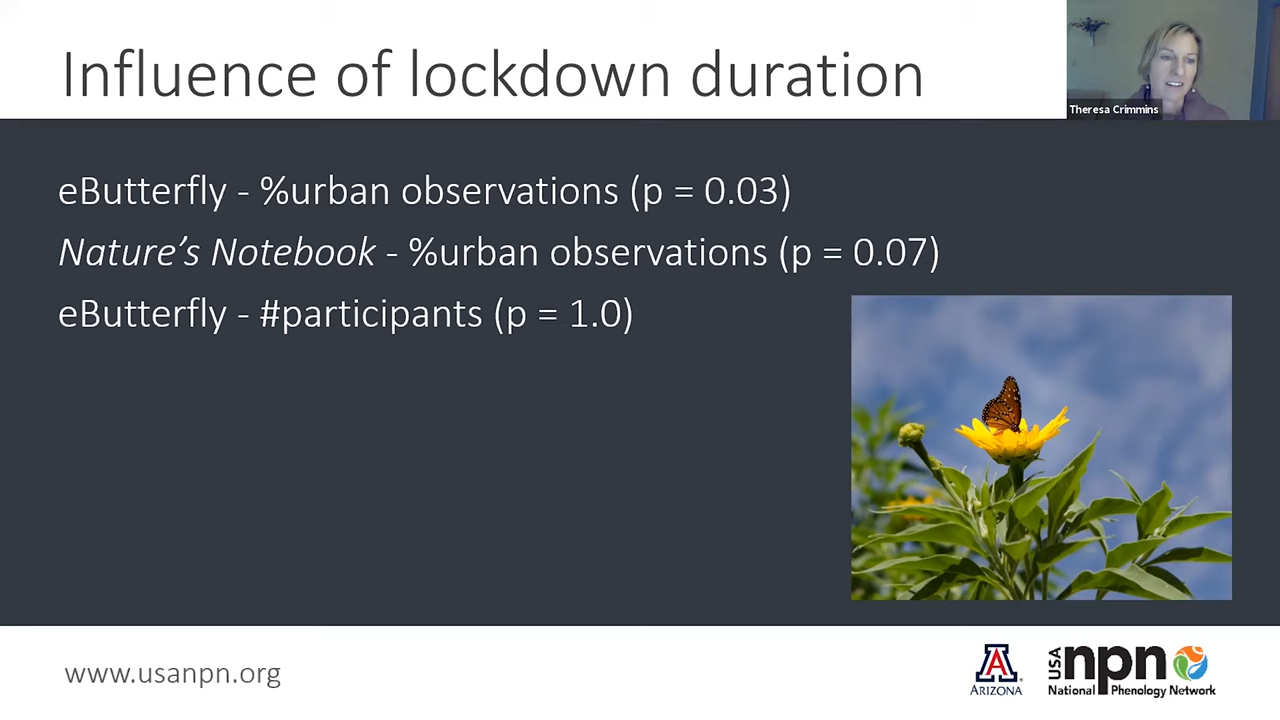 Influence of lockdown duration
Theresa Crimmins
eButterfly - %urban observations (p = 0.03)
Nature's Notebook - %urban observations (p = 0.07)
eButterfly - #participants (p = 1.0)
www.usanpn.org
A
ARIZONA
USA npn
National Phenology Network